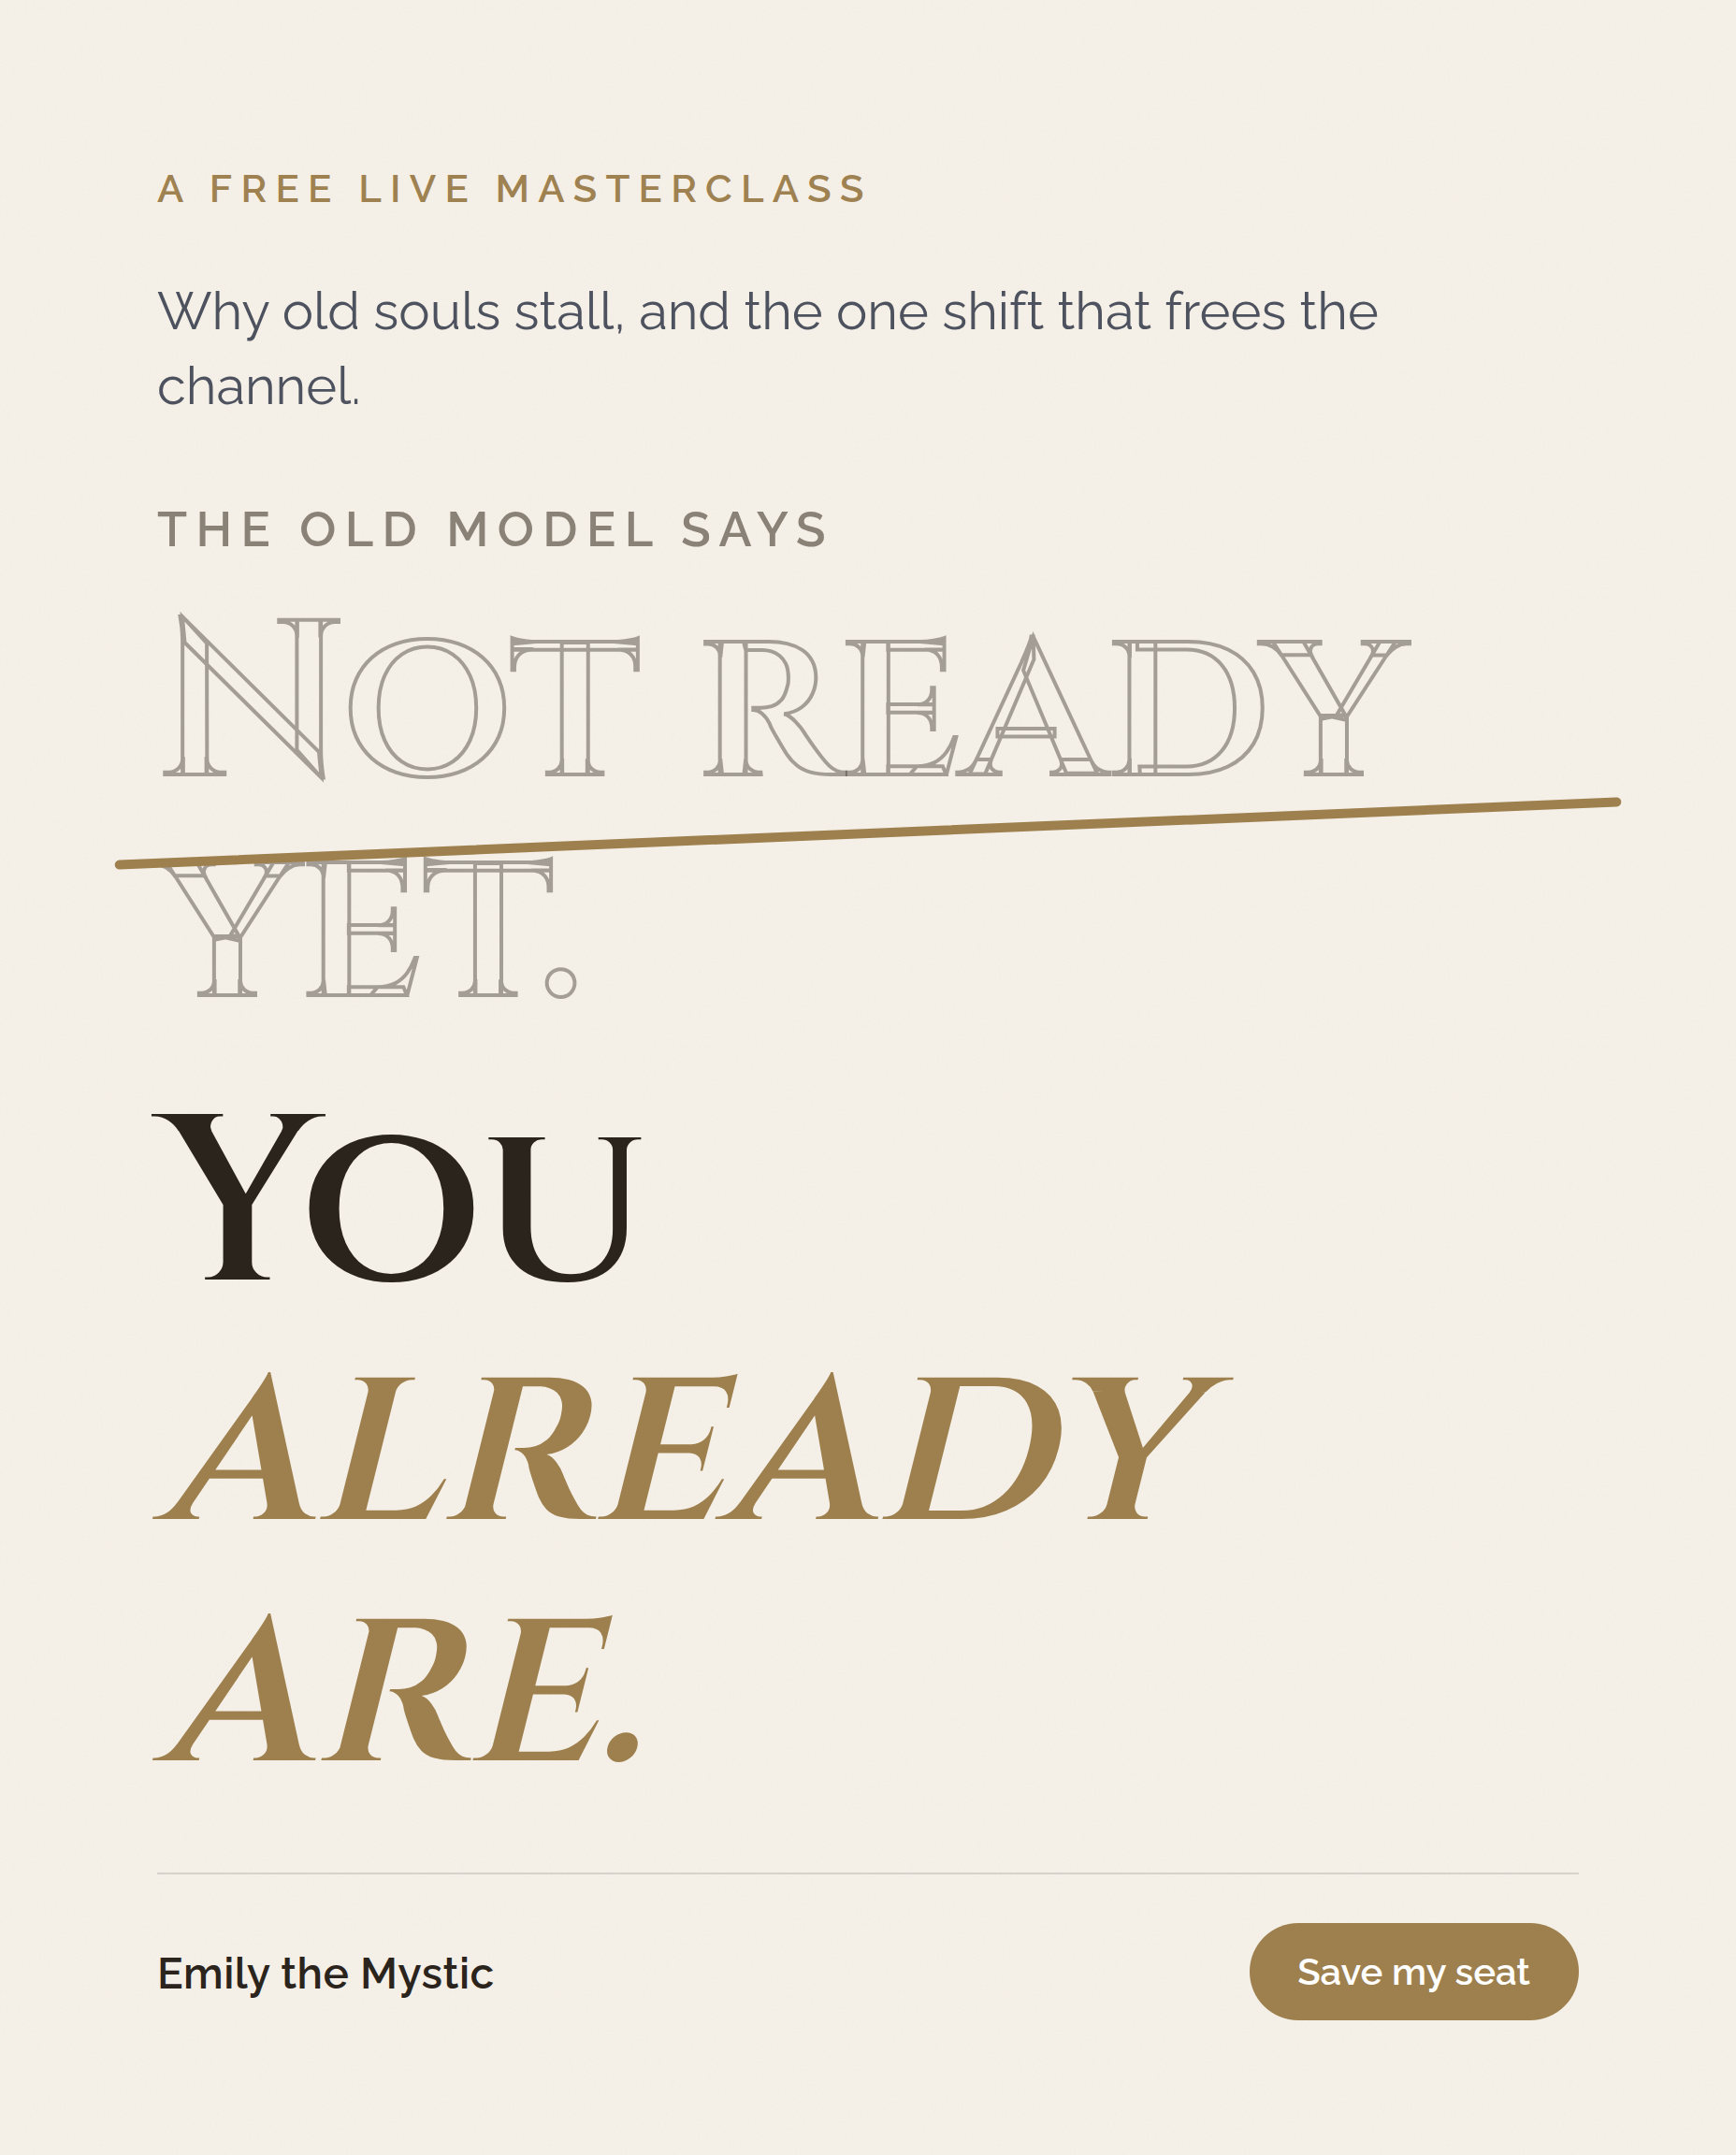 A FREE LIVE MASTERCLASS
Why old souls stall, and the one shift that frees the
channel.
THE OLD MODEL SAYS
NOT READY
YET.
YOU
ALREADY
ARE.
Emily the Mystic
Save my seat